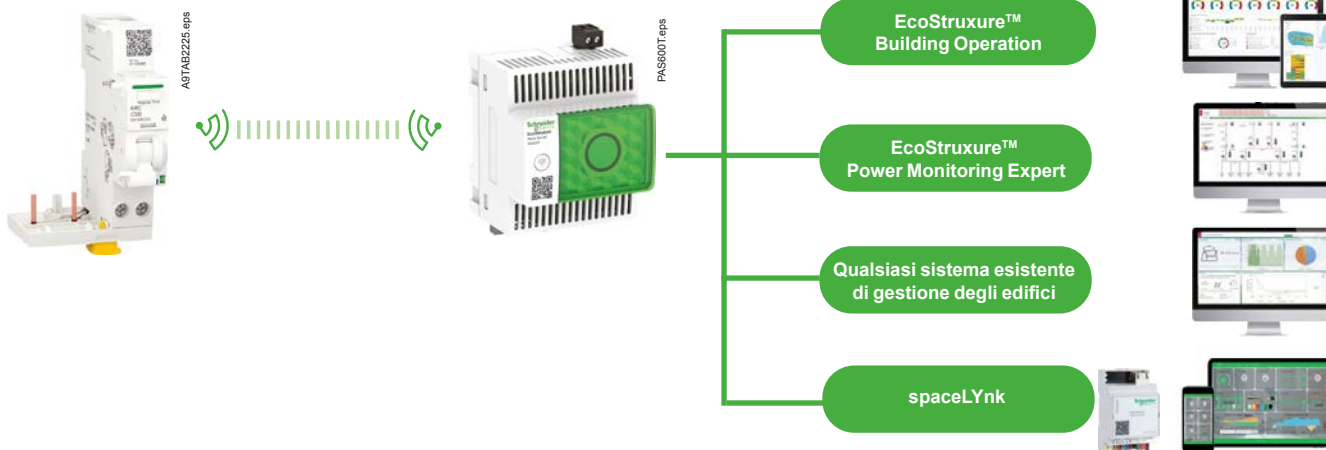 A9TAB2225.eps
PAS600T.eps
Schneider
EcoStruxure™
Building Operation
EcoStruxure™
Power Monitoring Expert
Qualsiasi sistema esistente
di gestione degli edifici
spaceLYnk